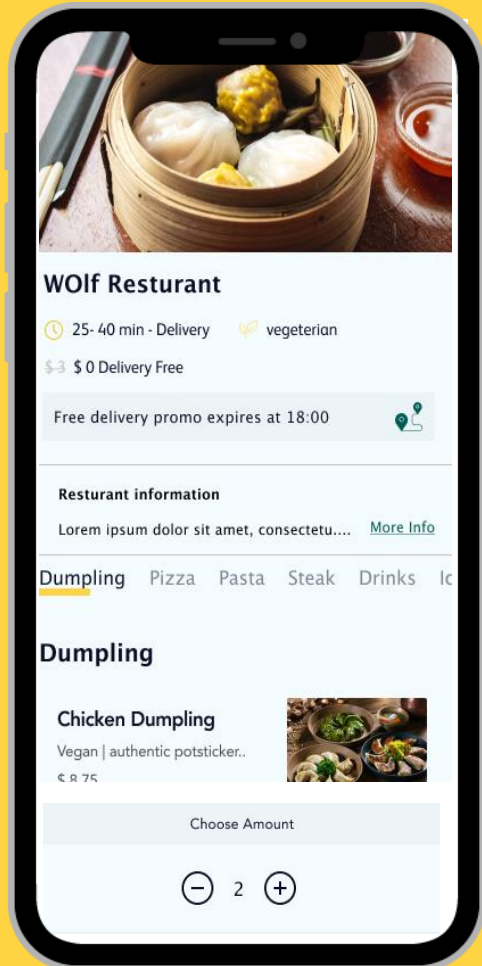 WOlf Resturant
25- 40 min - Delivery vegeterian
$ 3 $ 0 Delivery Free
Free delivery promo expires at 18:00
Resturant information
Lorem ipsum dolor sit amet, consectetu.... More Info
Dumpling Pizza Pasta Steak Drinks Ic
Dumpling
Chicken Dumpling
Vegan | authentic potsticker..
$ 8.75
Choose Amount
2